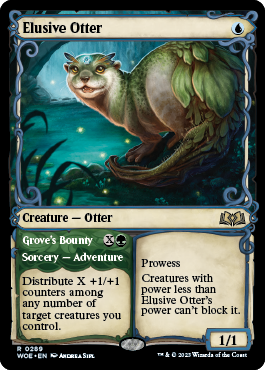 Elusive Otter
Creature — Otter
Grove's Bounty X
Sorcery — Adventure
Distribute X +1/+1
counters among
any number of
target creatures you
control.
Prowess
Creatures with
power less than
Elusive Otter's
power can't block it.
1/1
R 0289
WOE • EN ANDREA SIPL
™ & © 2023 Wizards of the Coast